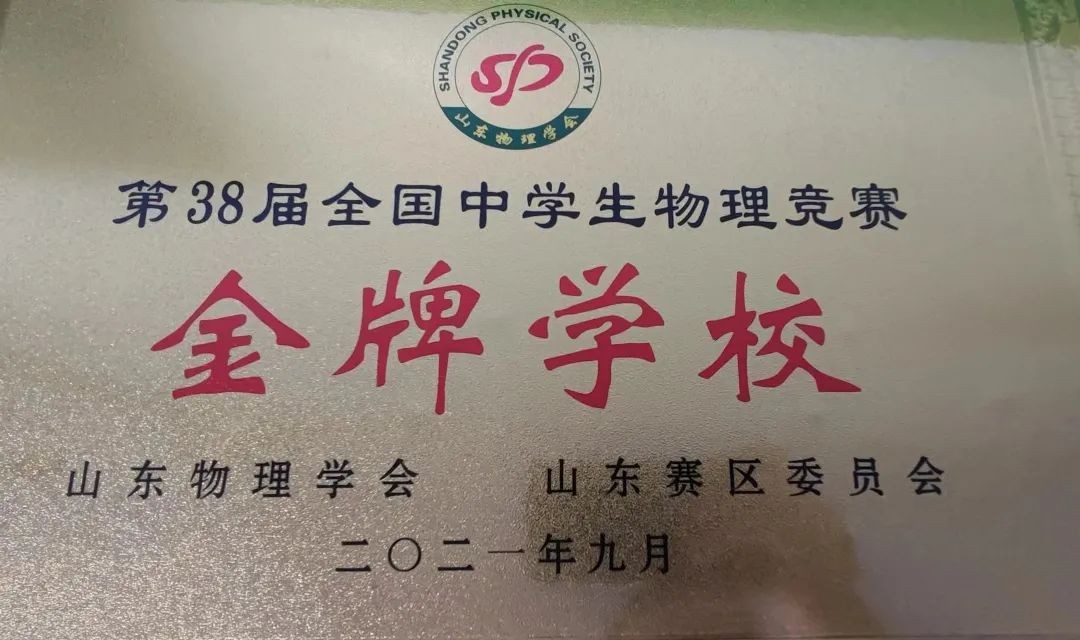 SHANDONG PHYSICAL SOCIETY
山东物理学会
第38届全国中学生物理竞赛
金牌学校
山东物理学会 山东赛区委员会
二〇二一年九月